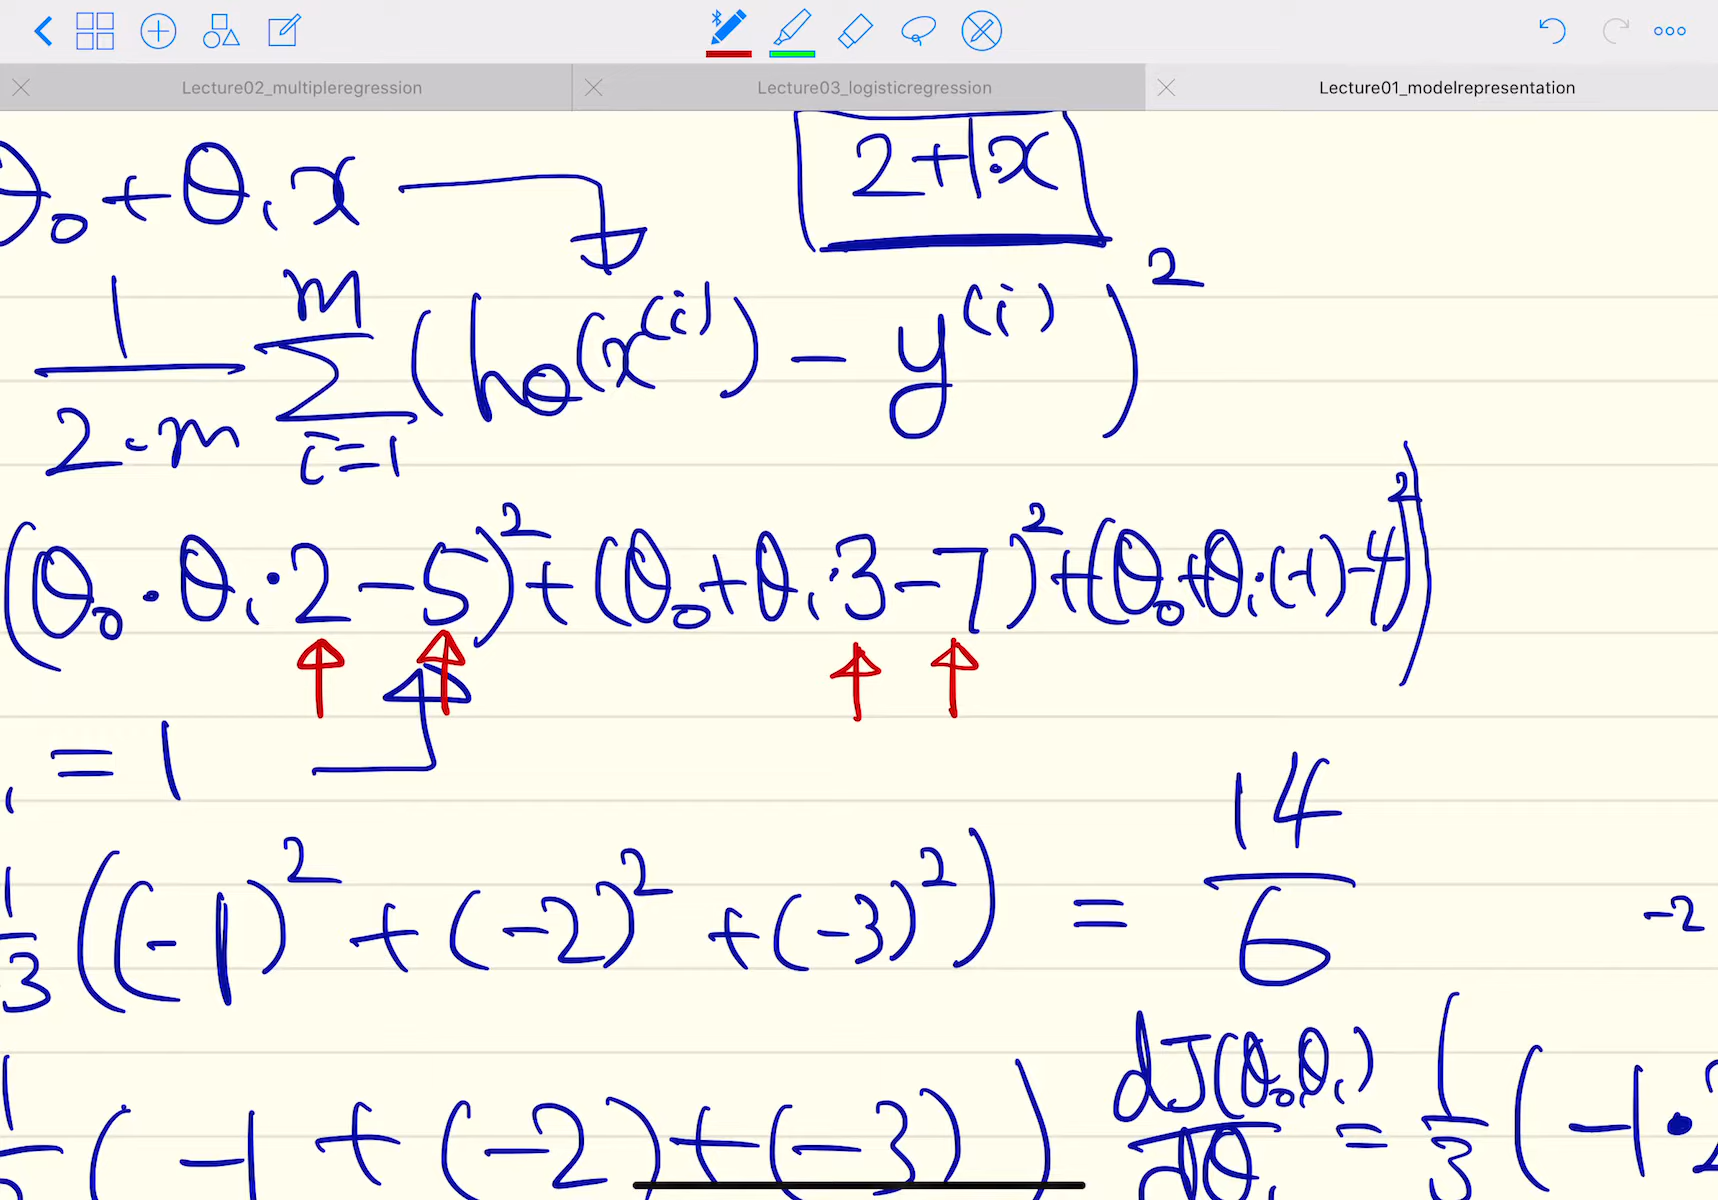 Lecture02_multipleregression
Lecture03_logisticregression
Lecture01_modelrepresentation
θ₀ + θ₁x
2+1·x
1/(2·m) Σ_{i=1}^{m} (hθ(x⁽ⁱ⁾) − y⁽ⁱ⁾)²
(θ₀ · θ₁·2 − 5)² + (θ₀ + θ₁·3 − 7)² + (θ₀ + θ₁·(-1) − 4)²)
₁ = 1
1/3 ((-1)² + (-2)² + (-3)²) = 14/6
-2
( -1 + (-2) + (-3) )
dJ(θ₀,θ₁)/dθ₁ = 1/3 ( -1 ·